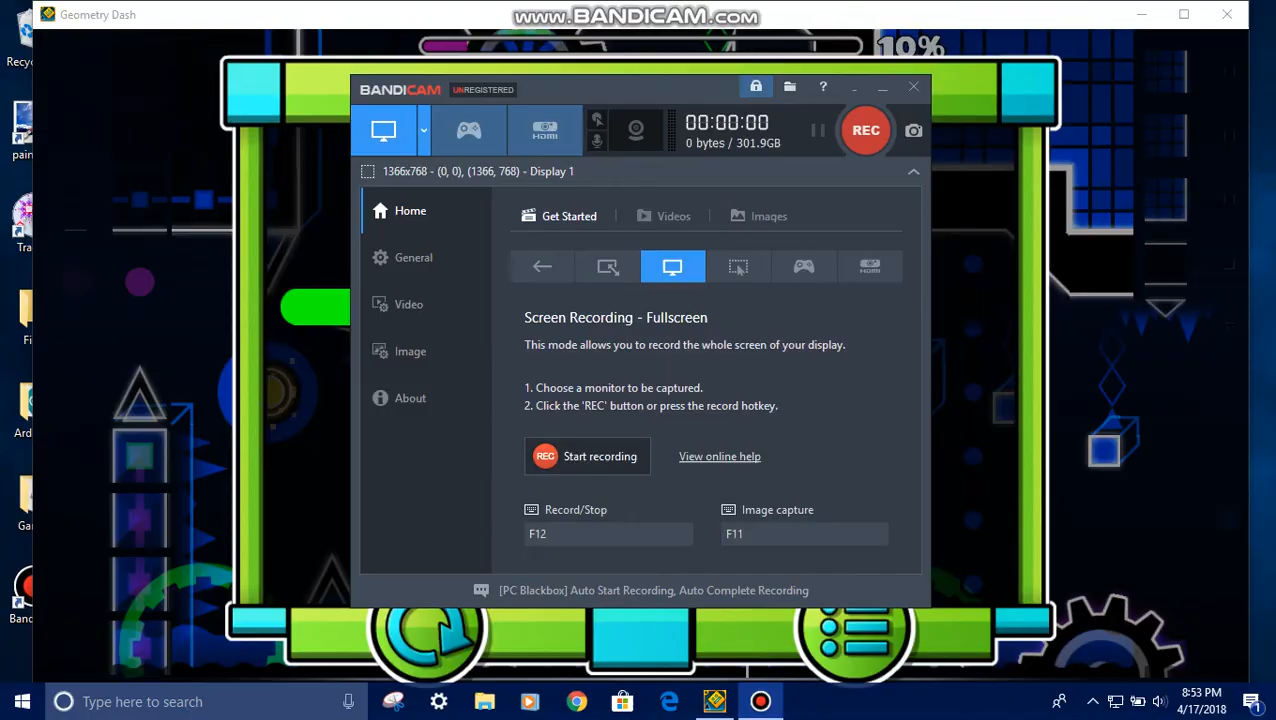 Geometry Dash
www.BANDICAM.com
10%
Recyc
BANDICAM UNREGISTERED
?
HDMI
00:00:00
0 bytes / 301.9GB
REC
1366x768 - (0, 0), (1366, 768) - Display 1
pain
Home
Get Started
Videos
Images
Tra
General
HDMI
Video
Screen Recording - Fullscreen
Fi
This mode allows you to record the whole screen of your display.
Image
1. Choose a monitor to be captured.
About
2. Click the 'REC' button or press the record hotkey.
Ard
REC Start recording
View online help
Ga
Record/Stop
Image capture
F12
F11
[PC Blackbox] Auto Start Recording, Auto Complete Recording
Banc
Type here to search
8:53 PM
4/17/2018
1